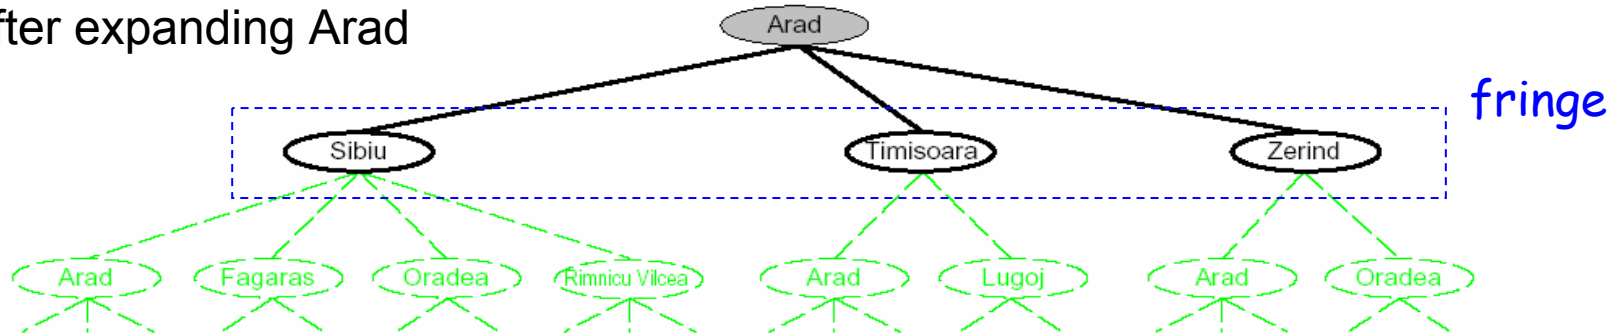 fter expanding Arad
Arad
fringe
Sibiu
Timisoara
Zerind
Arad
Fagaras
Oradea
Rimnicu Vilcea
Arad
Lugoj
Arad
Oradea